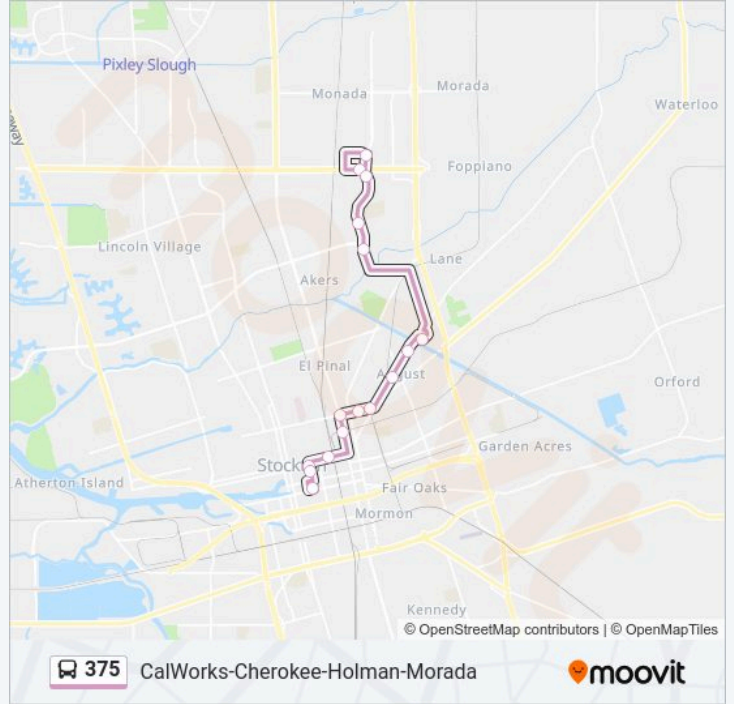 Pixley Slough
Monada
Morada
Waterloo
Foppiano
Lincoln Village
Lane
Akers
El Pinal
August
Orford
Garden Acres
Stockton
Atherton Island
Fair Oaks
Mormon
Kennedy
© OpenStreetMap contributors | © OpenMapTiles
375 CalWorks-Cherokee-Holman-Morada
moovit